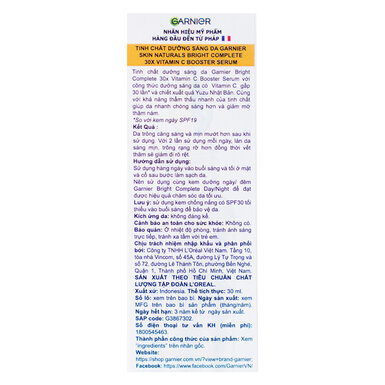 GARNIER
NHÃN HIỆU MỸ PHẨM
HÀNG ĐẦU ĐẾN TỪ PHÁP
TINH CHẤT DƯỠNG SÁNG DA GARNIER
SKIN NATURALS BRIGHT COMPLETE
30X VITAMIN C BOOSTER SERUM
Tinh chất dưỡng sáng da Garnier Bright
Complete 30x Vitamin C Booster Serum với
công thức dưỡng sáng da có Vitamin C gấp
30 lần* và chiết xuất quả Yuzu Nhật Bản. Cùng
với khả năng thẩm thấu nhanh của tinh chất
giúp da nhanh chóng sáng hơn và giảm mờ
thâm nám.
*So với kem ngày SPF19
Kết Quả:
Da trông căng sáng và mịn mướt hơn sau khi
sử dụng. Với 2 lần sử dụng mỗi ngày, làn da
sáng mịn, trông rạng rỡ hơn đồng thời vết
thâm sẽ giảm đi rõ rệt.
Hướng dẫn sử dụng:
Sử dụng hàng ngày vào buổi sáng và tối ở mặt
và cổ sau bước làm sạch da.
Nên sử dụng cùng kem dưỡng ngày/ đêm
Garnier Bright Complete Day/Night để đạt
được hiệu quả chăm sóc da tối ưu.
Lưu ý: sử dụng kem chống nắng có SPF30 tối
thiểu vào buổi sáng để bảo vệ da.
Kích ứng da: không đáng kể.
Cảnh báo an toàn cho sức khỏe: Không có.
Bảo quản: Ở nhiệt độ phòng, tránh ánh sáng
trực tiếp, tránh xa tầm với trẻ em.
Chịu trách nhiệm nhập khẩu và phân phối
bởi: Công ty TNHH L'Oréal Việt Nam. Tầng 10,
tòa nhà Vincom, số 45A, đường Lý Tự Trọng và
số 72, đường Lê Thánh Tôn, phường Bến Nghé,
Quận 1, Thành phố Hồ Chí Minh, Việt Nam.
SẢN XUẤT THEO TIÊU CHUẨN CHẤT
LƯỢNG TẬP ĐOÀN L'OREAL.
Xuất xứ: Indonesia. Thể tích thực: 30 ml.
Số lô: xem trên bao bì. Ngày sản xuất: xem
MFG trên bao bì sản phẩm (tháng/năm).
Ngày hết hạn: 3 năm kể từ ngày sản xuất.
SAP code: G3867302.
Số điện thoại tư vấn KH (miễn phí):
1800545463.
Thành phần công thức của sản phẩm: Xem
"ingredients" trên nhãn gốc.
Website:
https://shop.garnier.com.vn/?view=brand-garnier;
Facebook: https://www.facebook.com/GarnierVN/